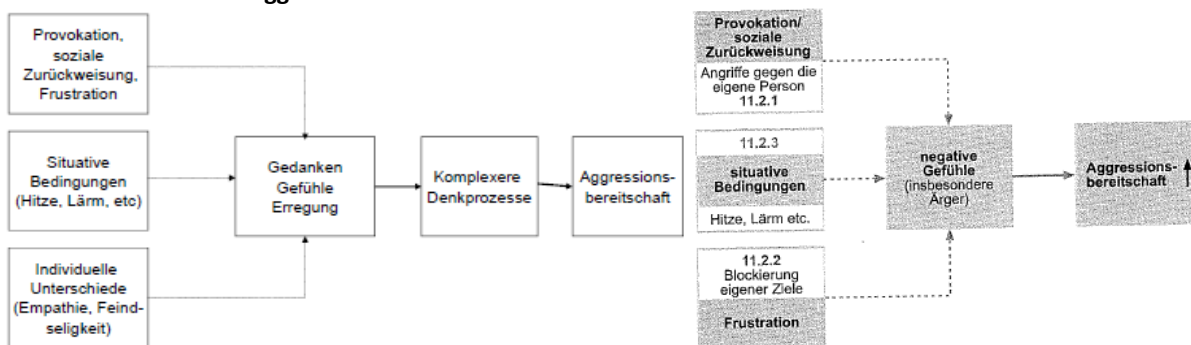 Provokation,
soziale
Zurückweisung,
Frustration
Situative
Bedingungen
(Hitze, Lärm, etc)
Individuelle
Unterschiede
(Empathie, Feind-
seligkeit)
Gedanken
Gefühle
Erregung
Komplexere
Denkprozesse
Aggressions-
bereitschaft
Provokation/
soziale
Zurückweisung
Angriffe gegen die
eigene Person
11.2.1
11.2.3
situative
Bedingungen
Hitze, Lärm etc.
11.2.2
Blockierung
eigener Ziele
Frustration
negative
Gefühle
(insbesondere
Ärger)
Aggressions-
bereitschaft